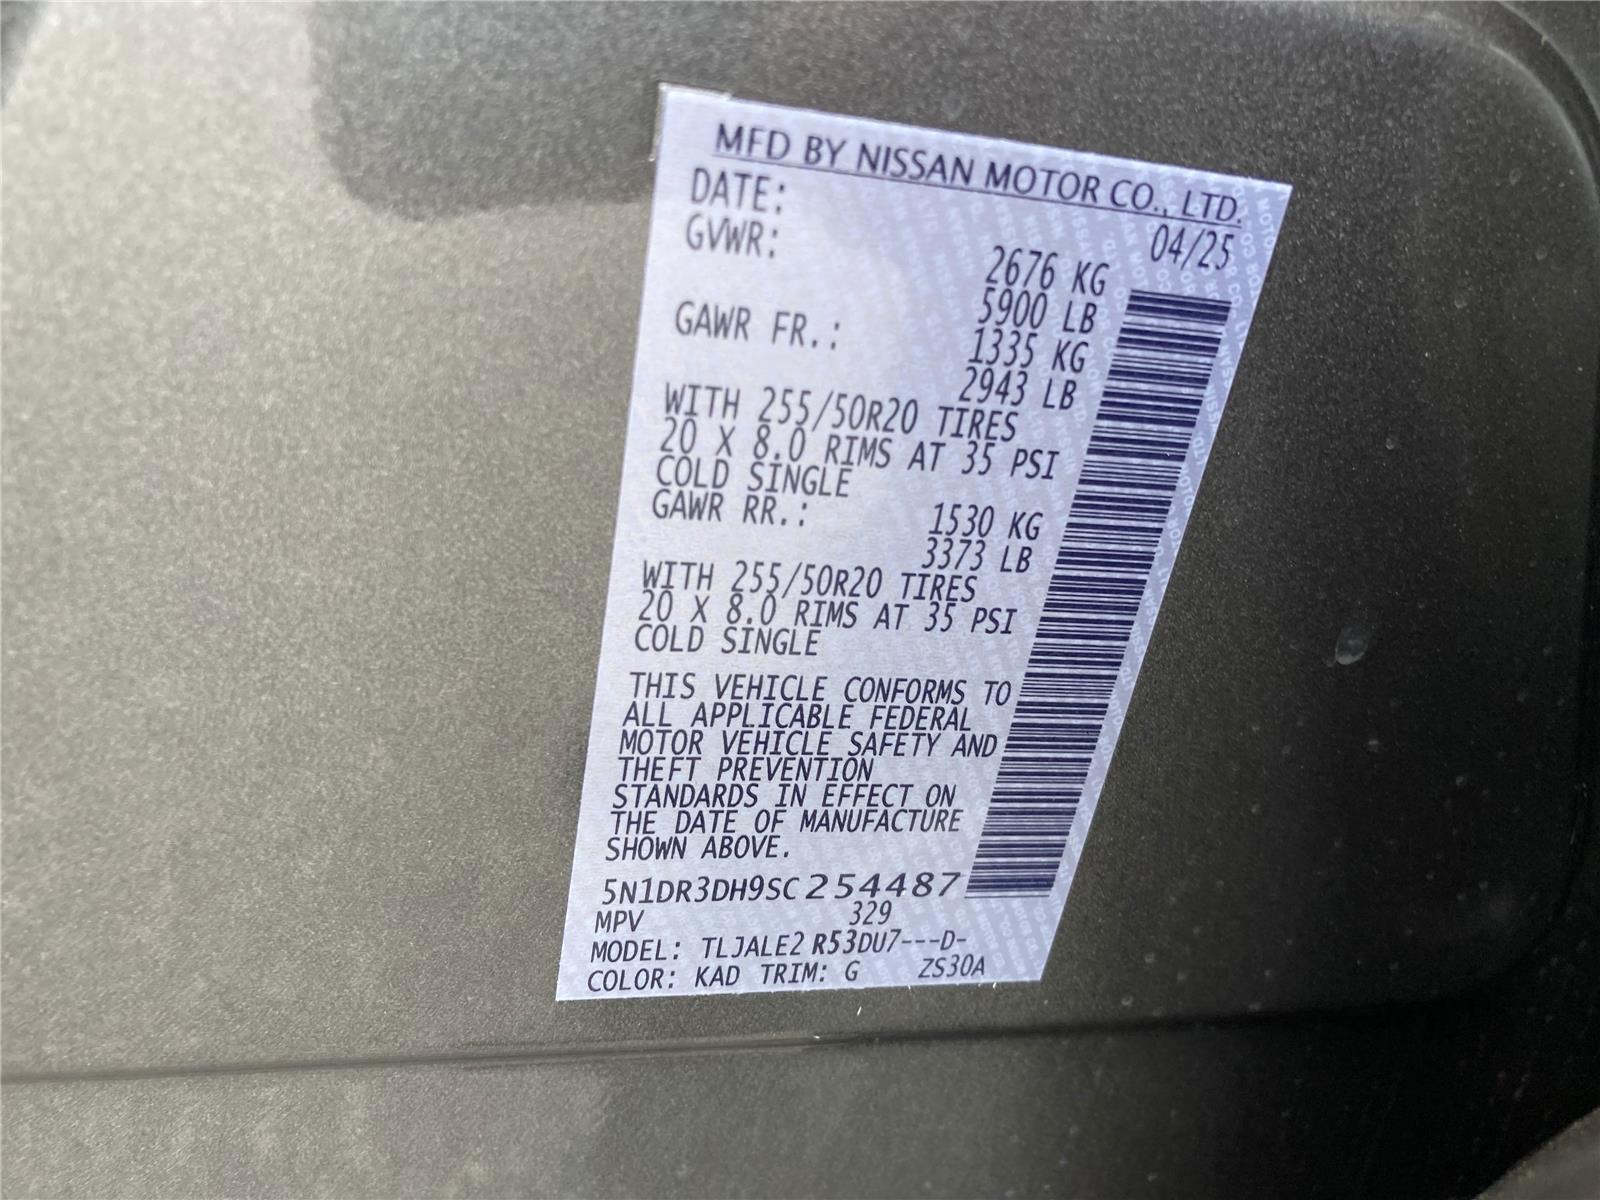 MFD BY NISSAN MOTOR CO., LTD.
DATE: 04/25
GVWR: 2676 KG
5900 LB
GAWR FR.: 1335 KG
2943 LB
WITH 255/50R20 TIRES
20 X 8.0 RIMS AT 35 PSI
COLD SINGLE
GAWR RR.: 1530 KG
3373 LB
WITH 255/50R20 TIRES
20 X 8.0 RIMS AT 35 PSI
COLD SINGLE
THIS VEHICLE CONFORMS TO
ALL APPLICABLE FEDERAL
MOTOR VEHICLE SAFETY AND
THEFT PREVENTION
STANDARDS IN EFFECT ON
THE DATE OF MANUFACTURE
SHOWN ABOVE.
5N1DR3DH9SC254487
MPV 329
MODEL: TLJALE2 R53DU7---D-
COLOR: KAD TRIM: G ZS30A